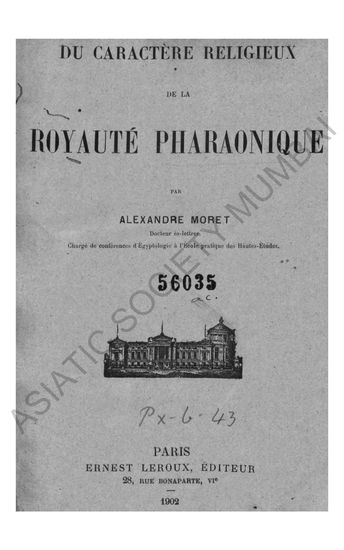 DU CARACTÈRE RELIGIEUX
DE LA
ROYAUTÉ PHARAONIQUE
PAR
ALEXANDRE MORET
Docteur ès-lettres.
Chargé de conférences d'Égyptologie à l'École pratique des Hautes-Études.
56035
ac.
Px-b-43
PARIS
ERNEST LEROUX, ÉDITEUR
28, RUE BONAPARTE, VIe
1902
ASIATIC SOCIETY MUMBAI